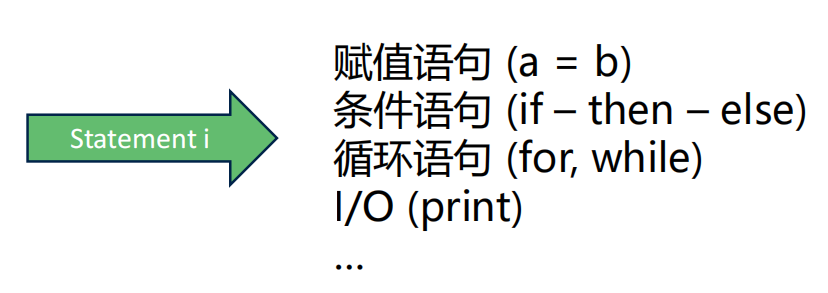 Statement i
赋值语句 (a = b)
条件语句 (if – then – else)
循环语句 (for, while)
I/O (print)
...